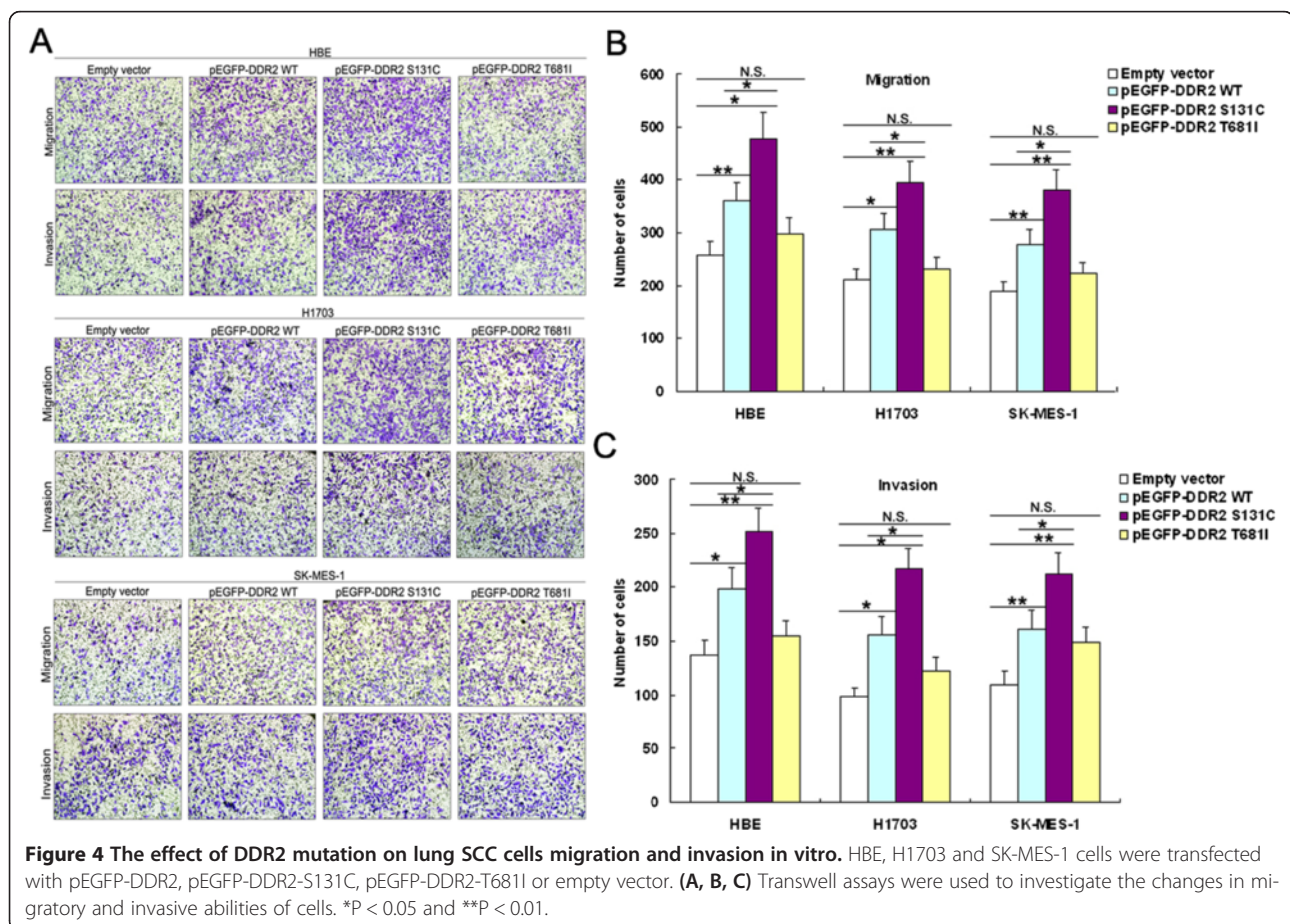 A
HBE
Empty vector pEGFP-DDR2 WT pEGFP-DDR2 S131C pEGFP-DDR2 T681I
Migration
Invasion
H1703
Empty vector pEGFP-DDR2 WT pEGFP-DDR2 S131C pEGFP-DDR2 T681I
Migration
Invasion
SK-MES-1
Empty vector pEGFP-DDR2 WT pEGFP-DDR2 S131C pEGFP-DDR2 T681I
Migration
Invasion
B
Migration
Empty vector
pEGFP-DDR2 WT
pEGFP-DDR2 S131C
pEGFP-DDR2 T681I
Number of cells
600
500
400
300
200
100
0
N.S.
*
*
**
N.S.
*
**
*
N.S.
*
**
**
HBE H1703 SK-MES-1
C
Invasion
Empty vector
pEGFP-DDR2 WT
pEGFP-DDR2 S131C
pEGFP-DDR2 T681I
Number of cells
300
250
200
150
100
50
0
N.S.
*
**
*
N.S.
*
*
*
N.S.
*
**
**
HBE H1703 SK-MES-1
Figure 4 The effect of DDR2 mutation on lung SCC cells migration and invasion in vitro. HBE, H1703 and SK-MES-1 cells were transfected
with pEGFP-DDR2, pEGFP-DDR2-S131C, pEGFP-DDR2-T681I or empty vector. (A, B, C) Transwell assays were used to investigate the changes in mi-
gratory and invasive abilities of cells. *P < 0.05 and **P < 0.01.